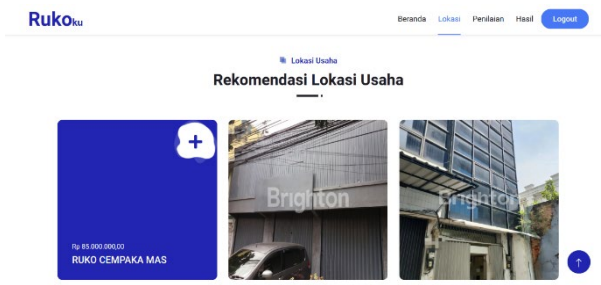 Rukoku
Beranda Lokasi Penilaian Hasil Logout
Lokasi Usaha
Rekomendasi Lokasi Usaha
Brighton
Brighton
Rp 85.000.000,00
RUKO CEMPAKA MAS